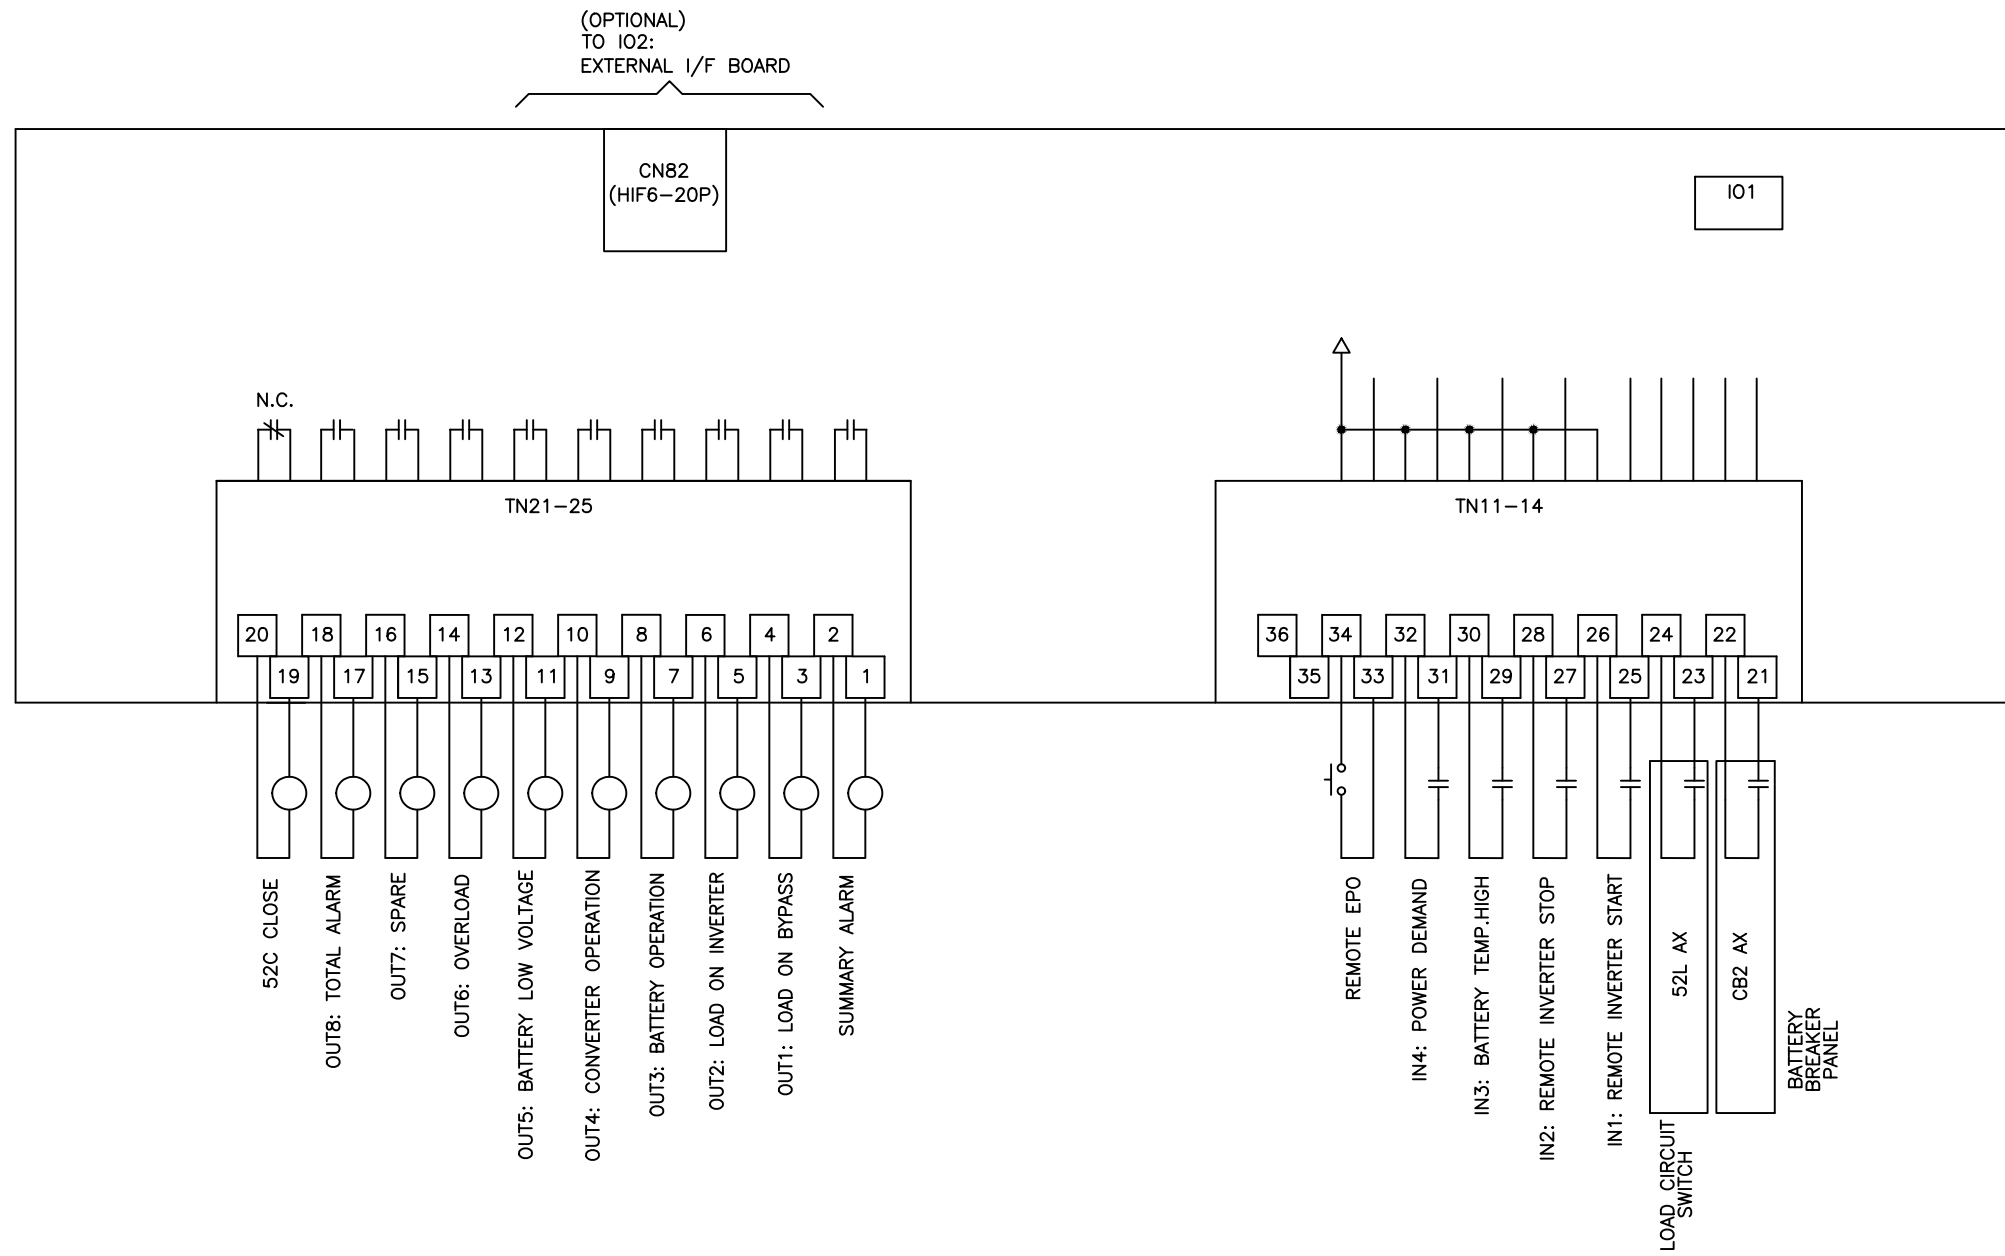 (OPTIONAL)
TO IO2:
EXTERNAL I/F BOARD
CN82
(HIF6-20P)
IO1
N.C.
TN21-25
TN11-14
20 18 16 14 12 10 8 6 4 2
19 17 15 13 11 9 7 5 3 1
36 34 32 30 28 26 24 22
35 33 31 29 27 25 23 21
52C CLOSE
OUT8: TOTAL ALARM
OUT7: SPARE
OUT6: OVERLOAD
OUT5: BATTERY LOW VOLTAGE
OUT4: CONVERTER OPERATION
OUT3: BATTERY OPERATION
OUT2: LOAD ON INVERTER
OUT1: LOAD ON BYPASS
SUMMARY ALARM
REMOTE EPO
IN4: POWER DEMAND
IN3: BATTERY TEMP.HIGH
IN2: REMOTE INVERTER STOP
IN1: REMOTE INVERTER START
52L AX
LOAD CIRCUIT
SWITCH
CB2 AX
BATTERY
BREAKER
PANEL